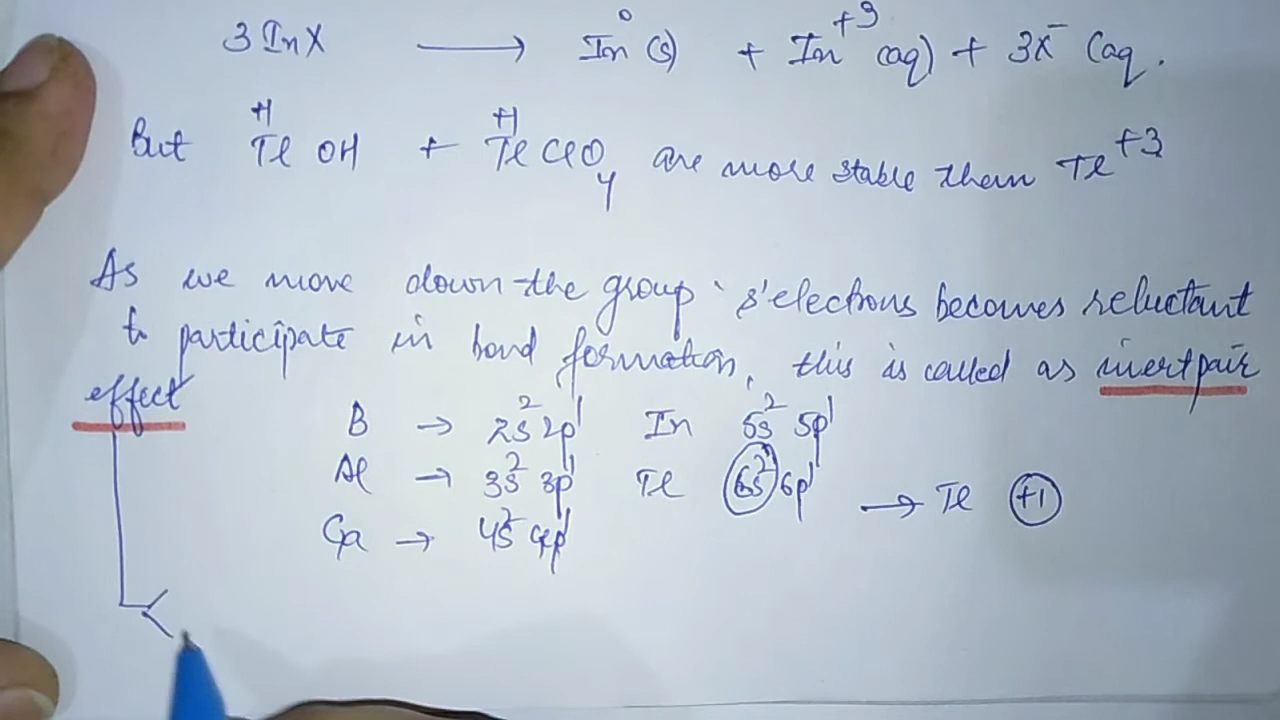 3 InX ⟶ In⁰ (s) + In⁺³ (aq) + 3X⁻ (aq.
But Tl⁺¹ OH + Tl⁺¹ ClO₄ are more stable them Tl⁺³
As we move down the group 's' electrons becomes reluctant
to participate in bond formation, this is called as inert pair
effect
B → 2s² 2p¹ In 5s² 5p¹
Al → 3s² 3p¹ Tl 6s² 6p¹ → Tl +1
Ga → 4s² 4p¹